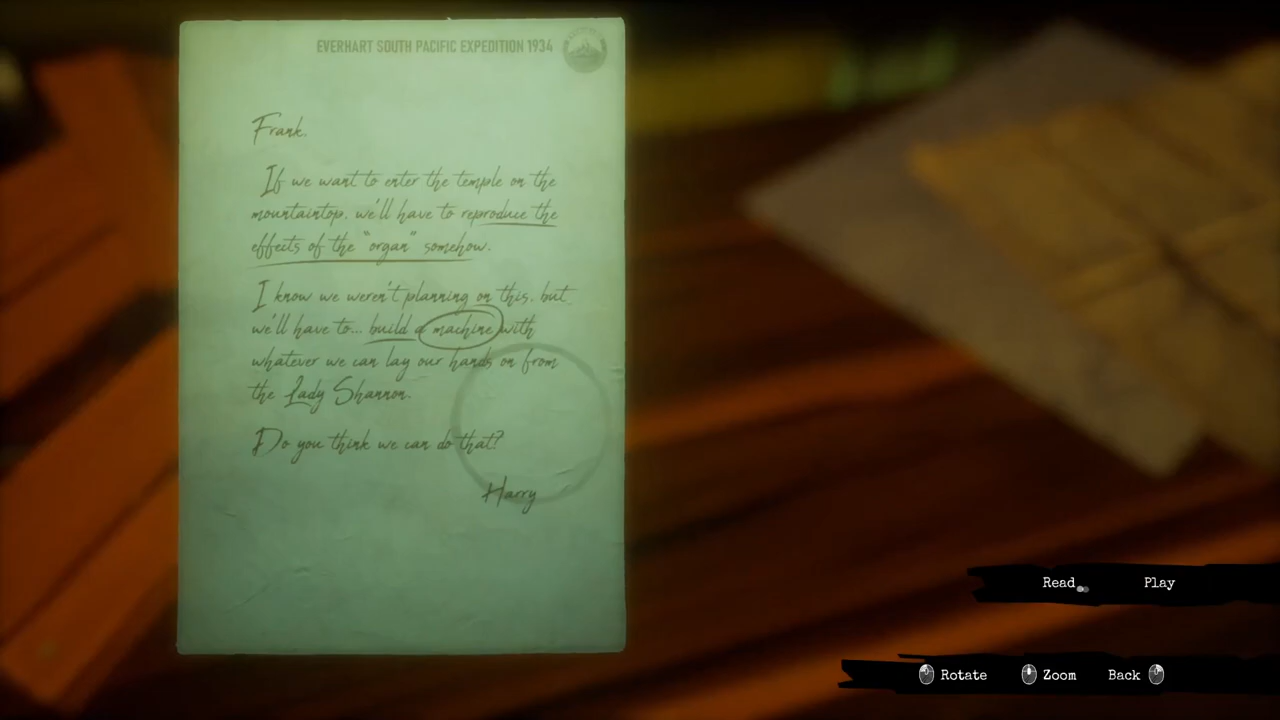 EVERHART SOUTH PACIFIC EXPEDITION 1934
Frank,
If we want to enter the temple on the
mountaintop, we'll have to reproduce the
effects of the "organ" somehow.
I know we weren't planning on this, but
we'll have to... build a machine with
whatever we can lay our hands on from
the Lady Shannon.
Do you think we can do that?
Harry
Read
Play
Rotate
Zoom
Back